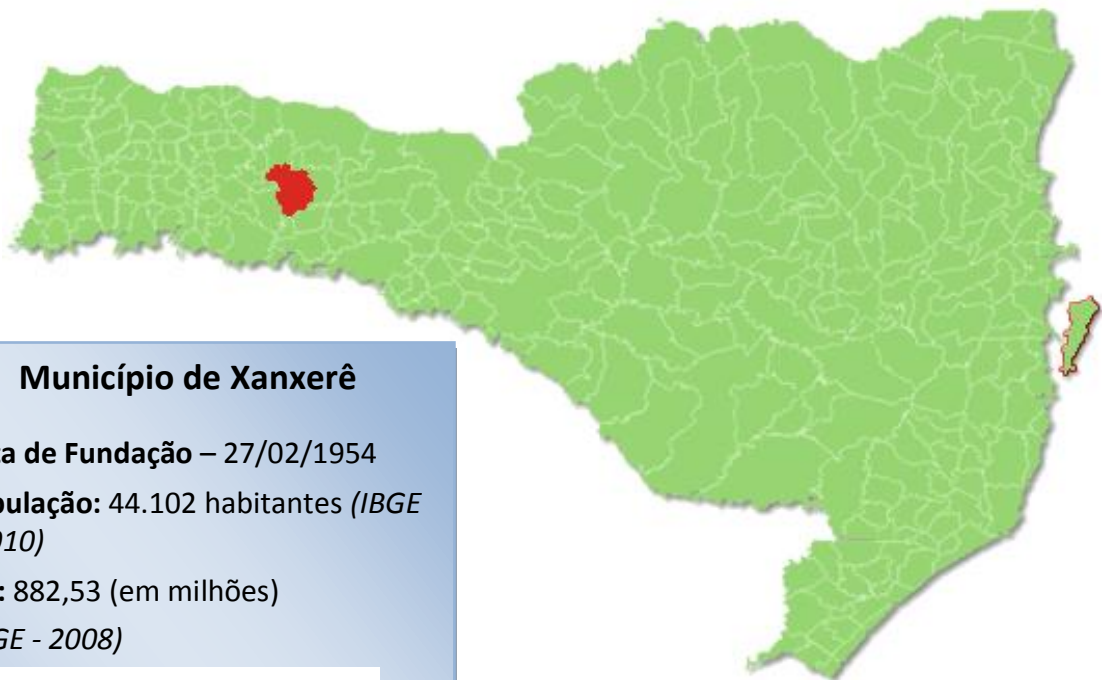 Município de Xanxerê
a de Fundação – 27/02/1954
pulação: 44.102 habitantes (IBGE
010)
: 882,53 (em milhões)
GE - 2008)